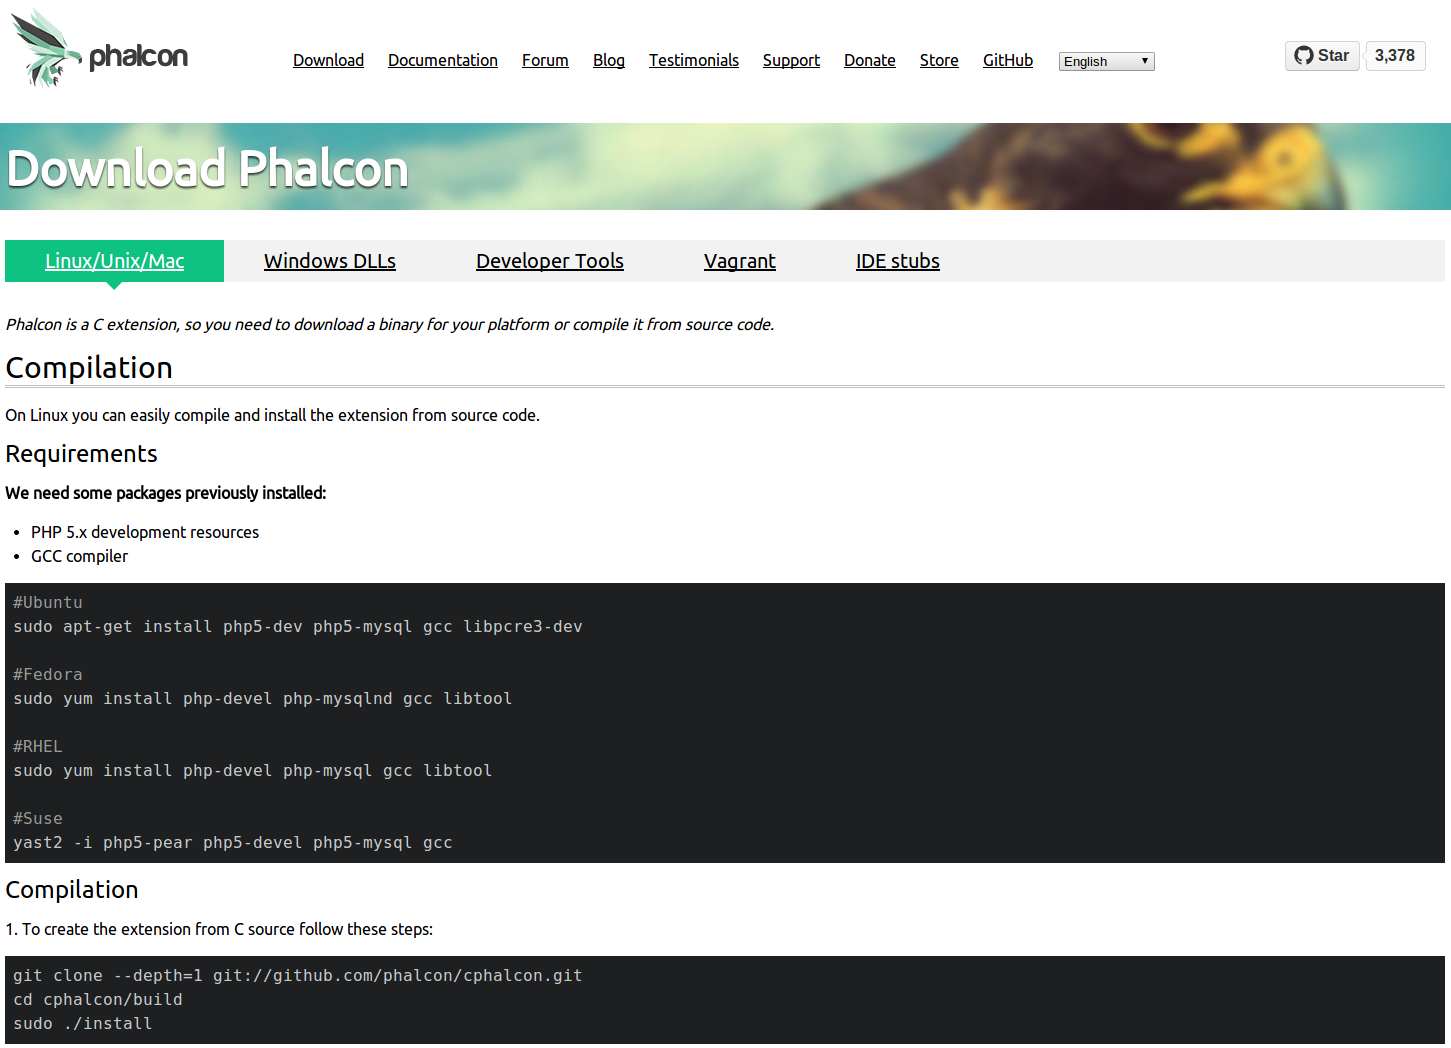 phalcon
Download Documentation Forum Blog Testimonials Support Donate Store GitHub English Star 3,378
Download Phalcon
Linux/Unix/Mac Windows DLLs Developer Tools Vagrant IDE stubs
Phalcon is a C extension, so you need to download a binary for your platform or compile it from source code.
Compilation
On Linux you can easily compile and install the extension from source code.
Requirements
We need some packages previously installed:
• PHP 5.x development resources
• GCC compiler
#Ubuntu
sudo apt-get install php5-dev php5-mysql gcc libpcre3-dev
#Fedora
sudo yum install php-devel php-mysqlnd gcc libtool
#RHEL
sudo yum install php-devel php-mysql gcc libtool
#Suse
yast2 -i php5-pear php5-devel php5-mysql gcc
Compilation
1. To create the extension from C source follow these steps:
git clone --depth=1 git://github.com/phalcon/cphalcon.git
cd cphalcon/build
sudo ./install